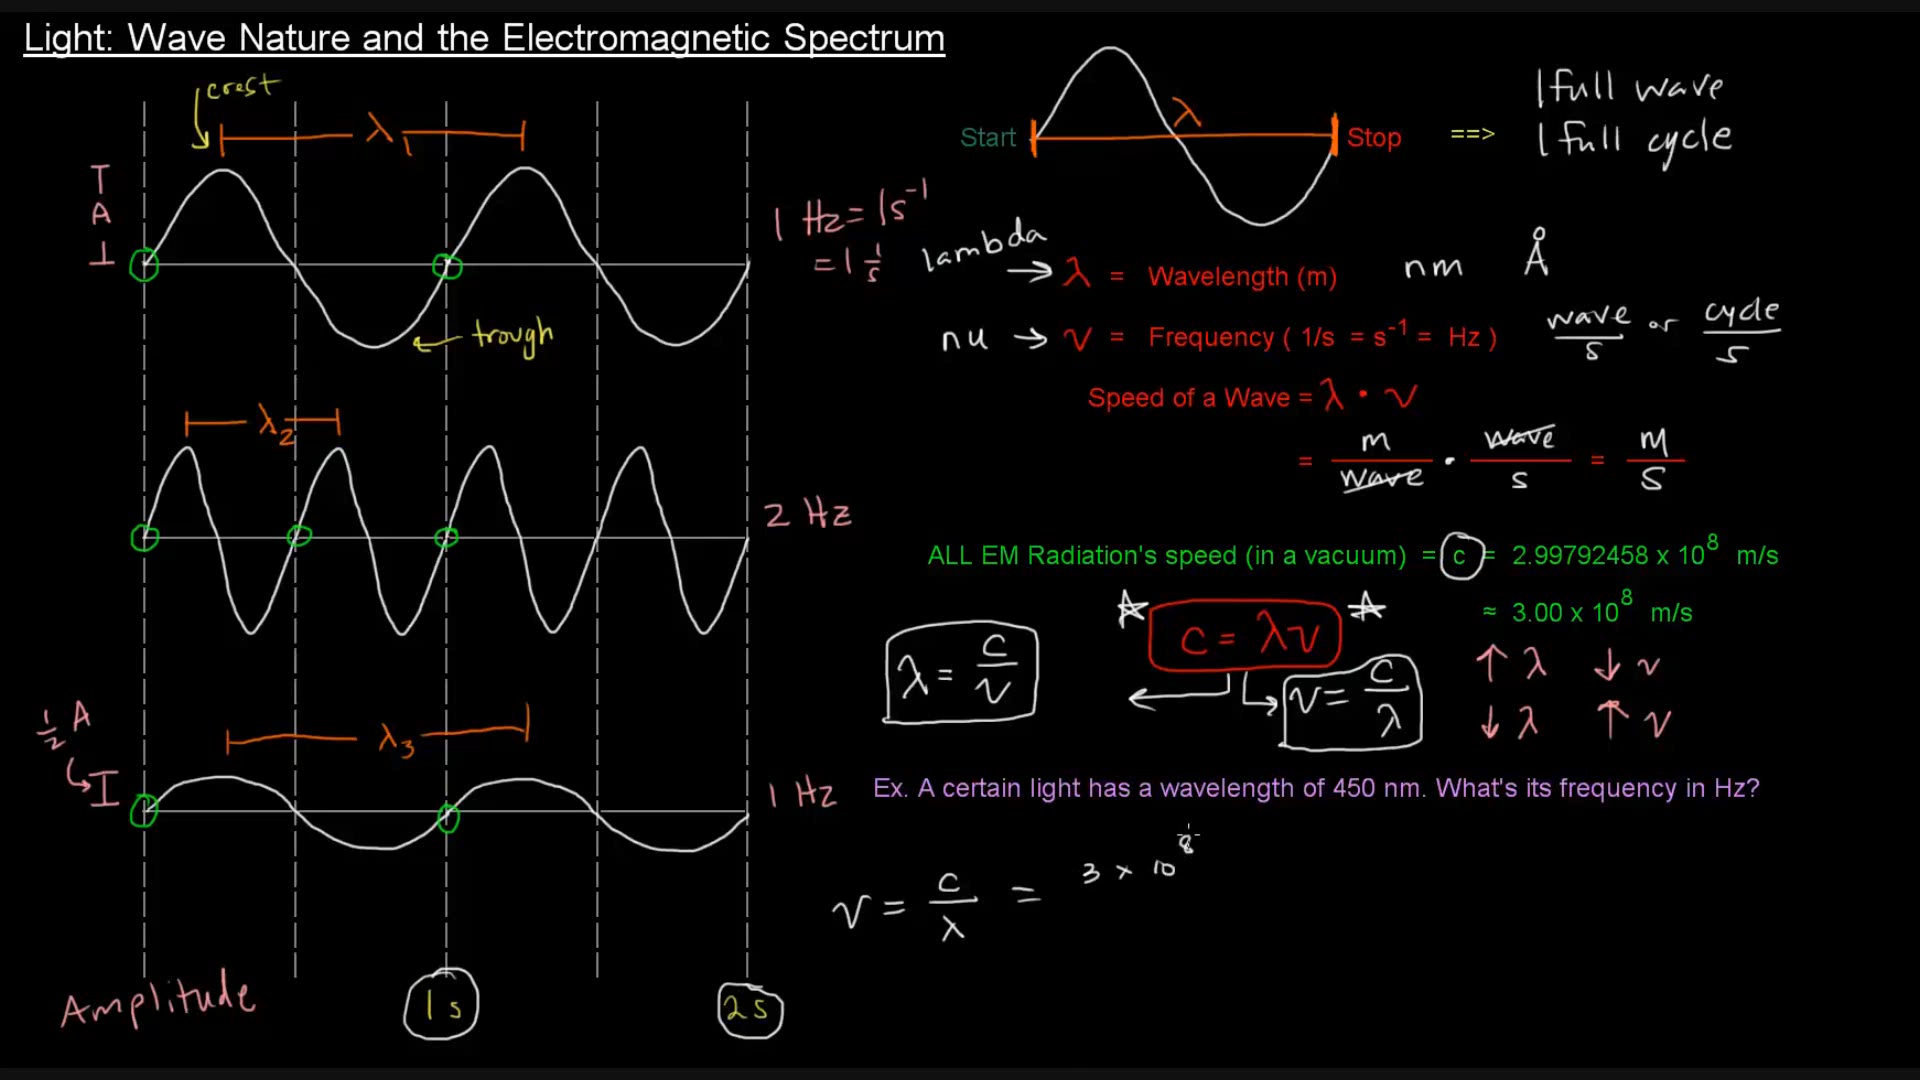 Light: Wave Nature and the Electromagnetic Spectrum
crest
λ₁
T
A
⊥
trough
1 Hz = 1s⁻¹
= 1 1/s
λ₂
2 Hz
½ A
I
λ₃
1 Hz
Amplitude
1 s
2 s
Start
λ
Stop
==>
1 full wave
1 full cycle
lambda → λ = Wavelength (m) nm Å
nu → ν = Frequency ( 1/s = s⁻¹ = Hz ) wave/s or cycle/s
Speed of a Wave = λ · ν
= m/wave · wave/s = m/s
ALL EM Radiation's speed (in a vacuum) = c = 2.99792458 x 10⁸ m/s
≈ 3.00 x 10⁸ m/s
c = λν
λ = c/ν
ν = c/λ
↑ λ ↓ ν
↓ λ ↑ ν
Ex. A certain light has a wavelength of 450 nm. What's its frequency in Hz?
ν = c/λ = 3 x 10⁸